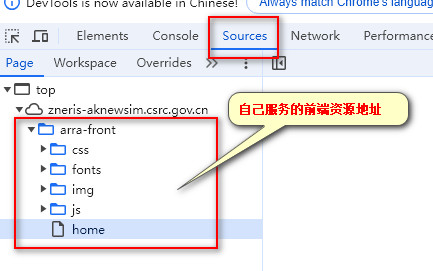 DevTools is now available in Chinese!
Always match Chrome's languag
Elements Console Sources Network Performance
Page Workspace Overrides
top
zneris-aknewsim.csrc.gov.cn
自己服务的前端资源地址
arra-front
css
fonts
img
js
home